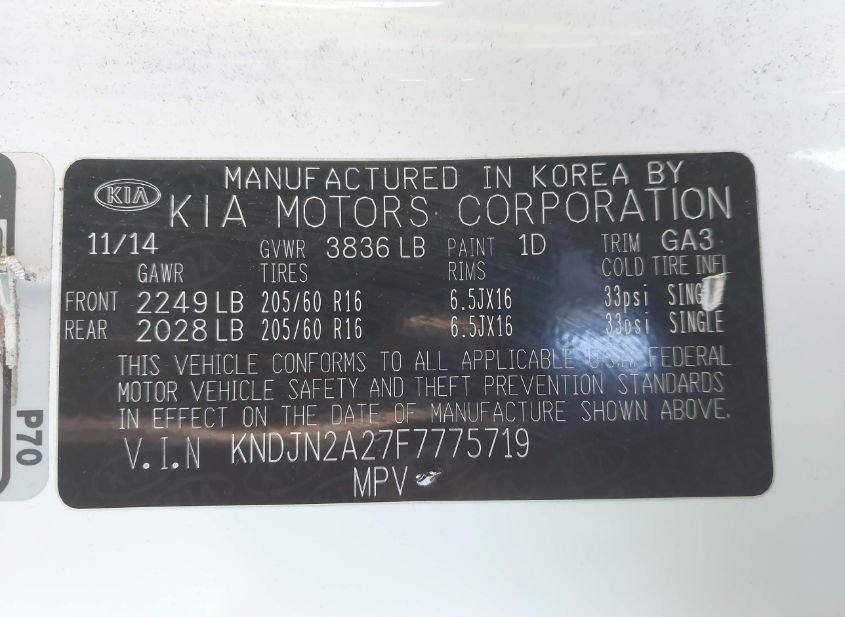 MANUFACTURED IN KOREA BY
KIA KIA MOTORS CORPORATION
11/14 GVWR 3836 LB PAINT 1D TRIM GA3
GAWR TIRES RIMS COLD TIRE INFL
FRONT 2249 LB 205/60 R16 6.5JX16 33psi
REAR 2028 LB 205/60 R16 6.5JX16 33psi SINGLE
THIS VEHICLE CONFORMS TO ALL APPLICABLE U.S.A FEDERAL
MOTOR VEHICLE SAFETY AND THEFT PREVENTION STANDARDS
IN EFFECT ON THE DATE OF MANUFACTURE SHOWN ABOVE.
V.I.N KNDJN2A27F7775719
MPV
P70